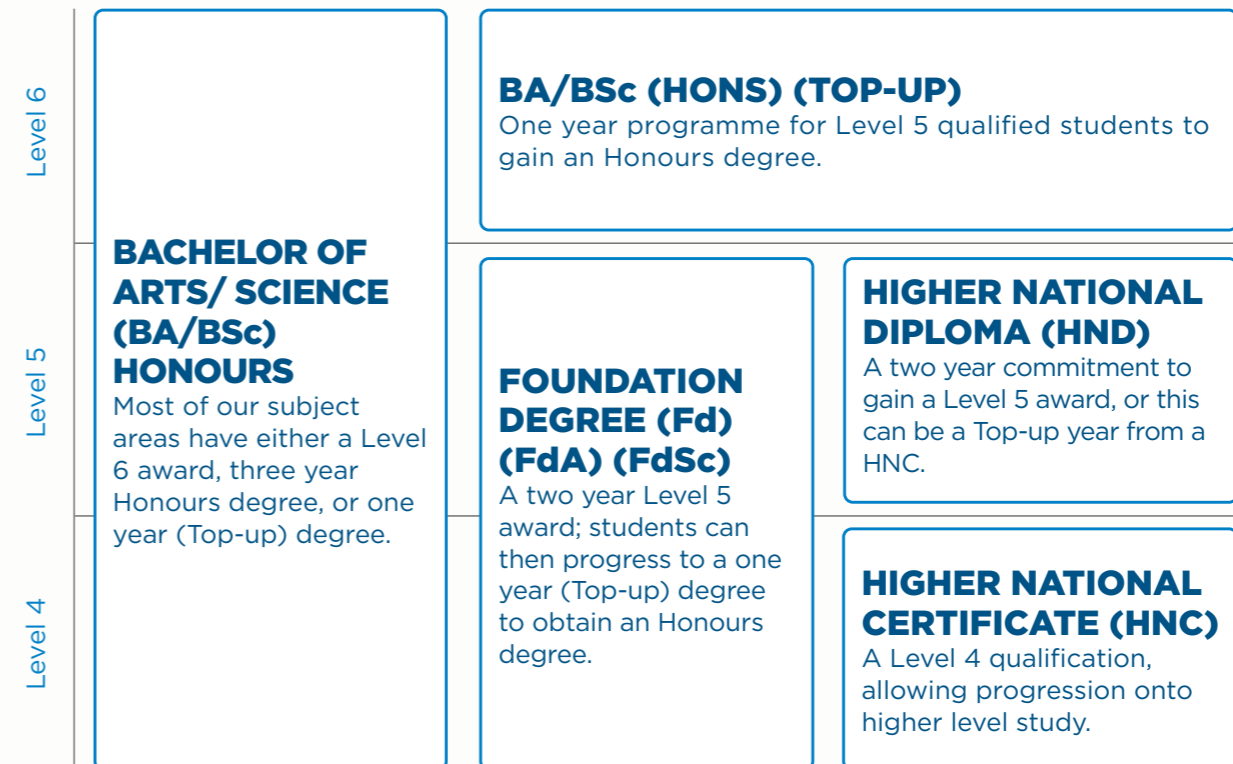 Level 6
Level 5
Level 4
BACHELOR OF
ARTS/ SCIENCE
(BA/BSc)
HONOURS
Most of our subject
areas have either a Level
6 award, three year
Honours degree, or one
year (Top-up) degree.
BA/BSc (HONS) (TOP-UP)
One year programme for Level 5 qualified students to
gain an Honours degree.
FOUNDATION
DEGREE (Fd)
(FdA) (FdSc)
A two year Level 5
award; students can
then progress to a one
year (Top-up) degree
to obtain an Honours
degree.
HIGHER NATIONAL
DIPLOMA (HND)
A two year commitment to
gain a Level 5 award, or this
can be a Top-up year from a
HNC.
HIGHER NATIONAL
CERTIFICATE (HNC)
A Level 4 qualification,
allowing progression onto
higher level study.